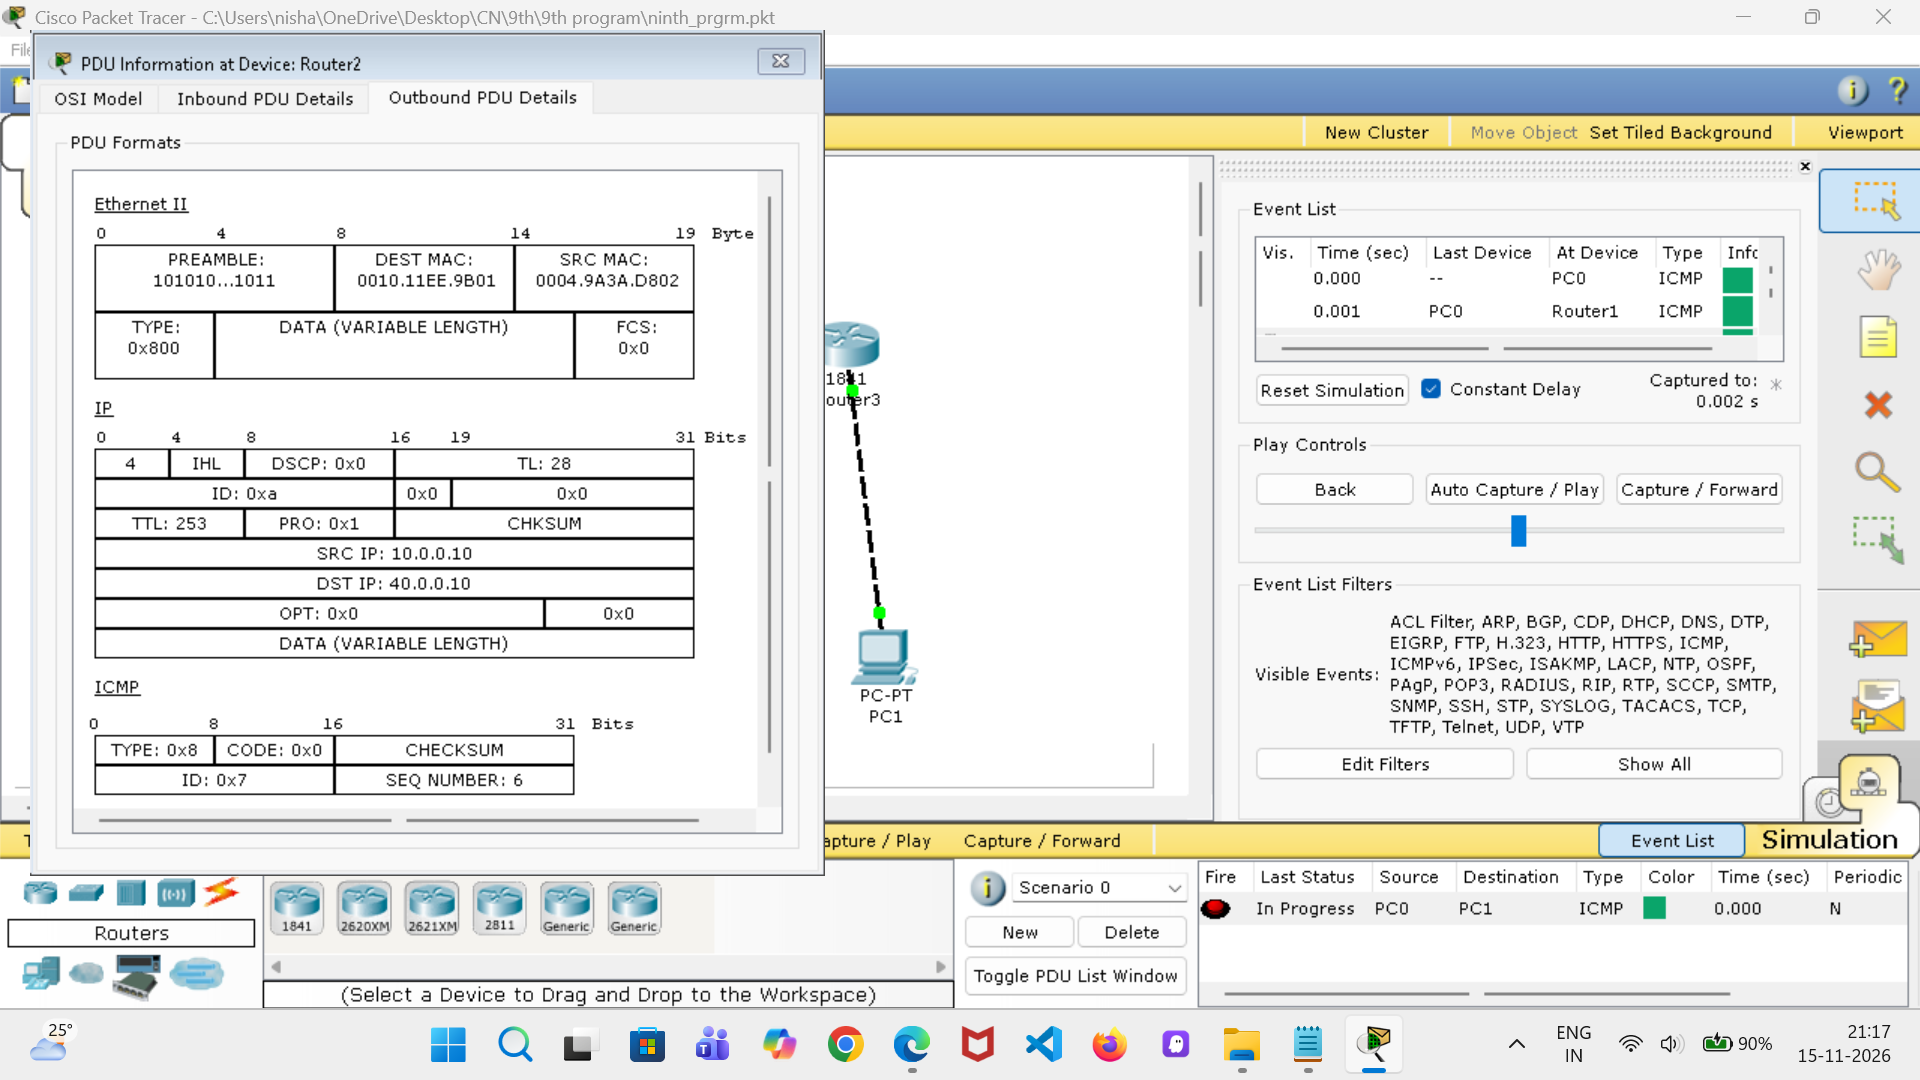 Cisco Packet Tracer - C:\Users\nisha\OneDrive\Desktop\CN\9th\9th program\ninth_prgrm.pkt
PDU Information at Device: Router2
OSI Model Inbound PDU Details Outbound PDU Details
PDU Formats
Ethernet II
0 4 8 14 19 Byte
PREAMBLE: DEST MAC: SRC MAC:
101010...1011 0010.11EE.9B01 0004.9A3A.D802
TYPE: DATA (VARIABLE LENGTH) FCS:
0x800 0x0
IP
0 4 8 16 19 31 Bits
4 IHL DSCP: 0x0 TL: 28
ID: 0xa 0x0 0x0
TTL: 253 PRO: 0x1 CHKSUM
SRC IP: 10.0.0.10
DST IP: 40.0.0.10
OPT: 0x0 0x0
DATA (VARIABLE LENGTH)
ICMP
0 8 16 31 Bits
TYPE: 0x8 CODE: 0x0 CHECKSUM
ID: 0x7 SEQ NUMBER: 6
New Cluster Move Object Set Tiled Background Viewport
1841
outer3
PC-PT
PC1
Event List
Vis. Time (sec) Last Device At Device Type Info
0.000 -- PC0 ICMP
0.001 PC0 Router1 ICMP
Reset Simulation Constant Delay Captured to: *
0.002 s
Play Controls
Back Auto Capture / Play Capture / Forward
Event List Filters
Visible Events:
ACL Filter, ARP, BGP, CDP, DHCP, DNS, DTP,
EIGRP, FTP, H.323, HTTP, HTTPS, ICMP,
ICMPv6, IPSec, ISAKMP, LACP, NTP, OSPF,
PAgP, POP3, RADIUS, RIP, RTP, SCCP, SMTP,
SNMP, SSH, STP, SYSLOG, TACACS, TCP,
TFTP, Telnet, UDP, VTP
Edit Filters Show All
apture / Play Capture / Forward Event List Simulation
Routers
1841 2620XM 2621XM 2811 Generic Generic
(Select a Device to Drag and Drop to the Workspace)
Scenario 0
New Delete
Toggle PDU List Window
Fire Last Status Source Destination Type Color Time (sec) Periodic
In Progress PC0 PC1 ICMP 0.000 N
25°
ENG
IN
90%
21:17
15-11-2026